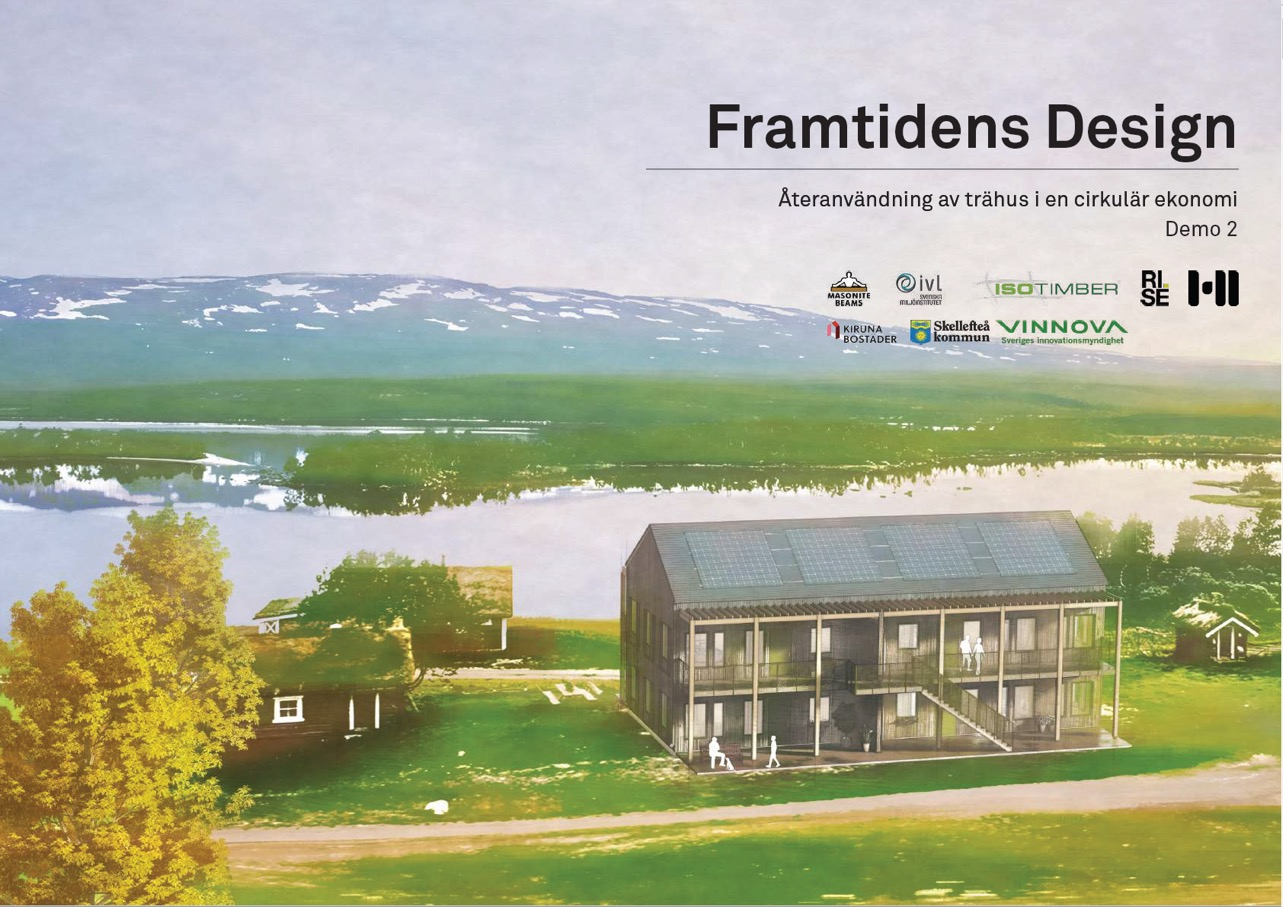 Framtidens Design
Återanvändning av trähus i en cirkulär ekonomi
Demo 2
MASONITE
BEAMS
ivl
SVENSKA
MILJÖINSTITUTET
ISOTIMBER
RI.
SE
KIRUNA
BOSTÄDER
Skellefteå
kommun
VINNOVA
Sveriges innovationsmyndighet